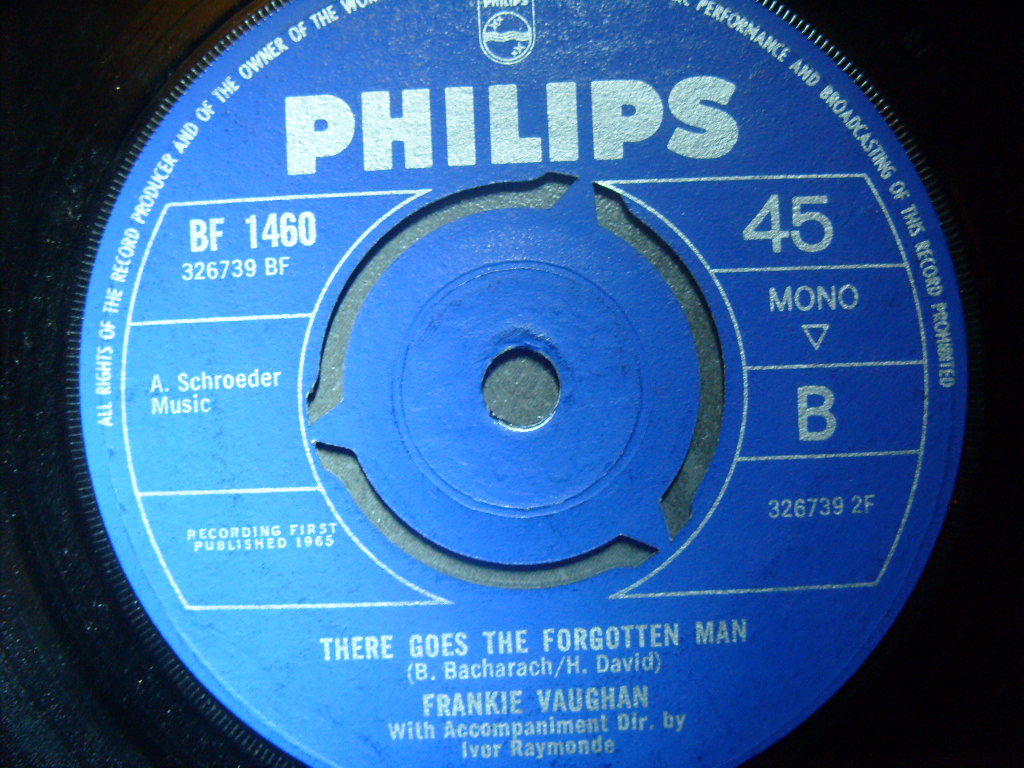 ALL RIGHTS OF THE RECORD PRODUCER AND OF THE OWNER OF THE
PERFORMANCE AND BROADCASTING OF THIS RECORD PROHIBITED
PHILIPS
PHILIPS
BF 1460
326739 BF
A. Schroeder
Music
RECORDING FIRST
PUBLISHED 1965
45
MONO
B
326739 2F
THERE GOES THE FORGOTTEN MAN
(B. Bacharach/H. David)
FRANKIE VAUGHAN
With Accompaniment Dir. by
Ivor Raymonde